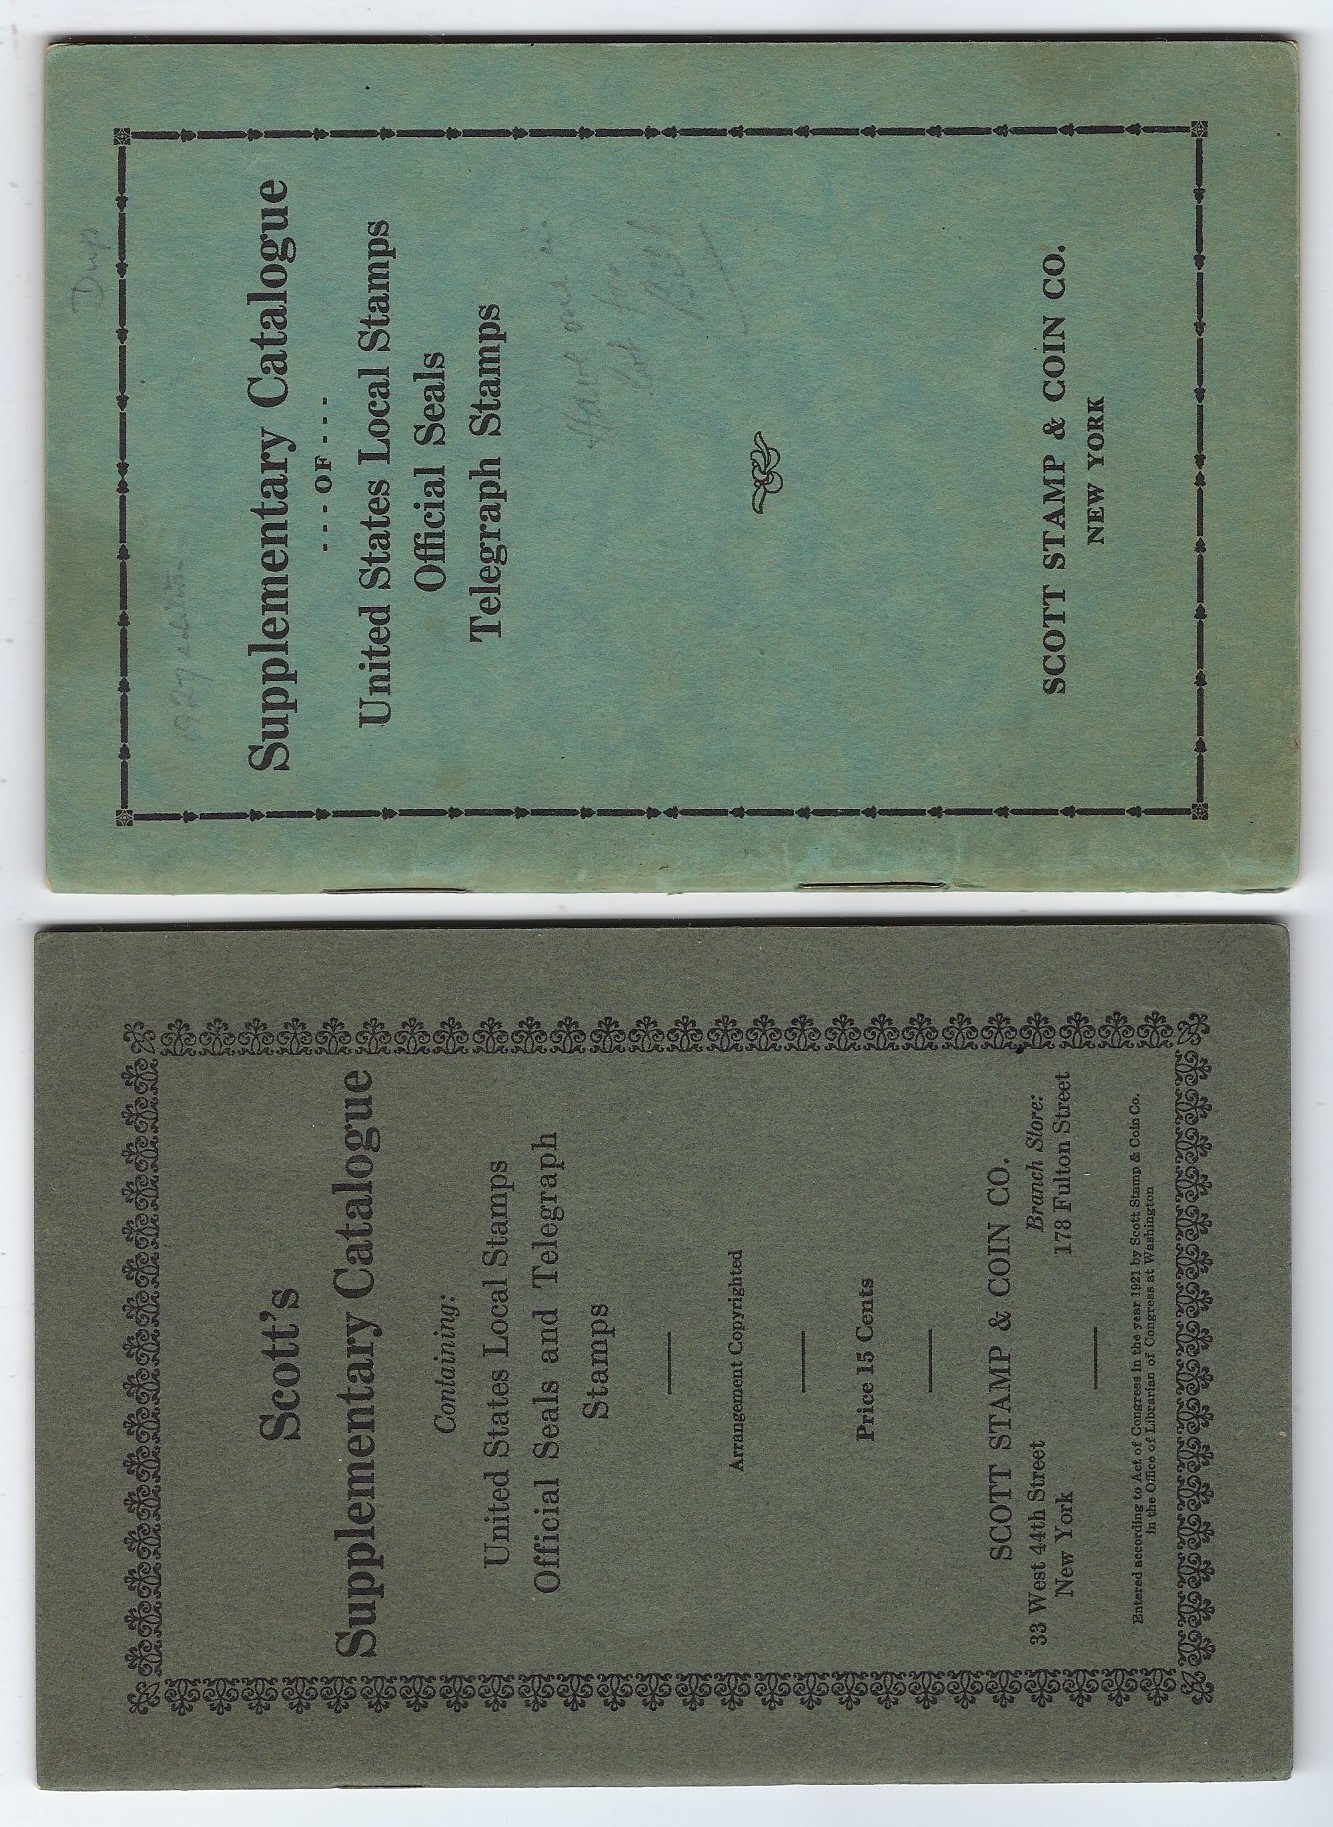 Dup
1927 edition
Supplementary Catalogue
---OF---
United States Local Stamps
Official Seals
Telegraph Stamps
Have one in
for
SCOTT STAMP & COIN CO.
NEW YORK
Scott's
Supplementary Catalogue
Containing:
United States Local Stamps
Official Seals and Telegraph
Stamps
Arrangement Copyrighted
Price 15 Cents
SCOTT STAMP & COIN CO.
33 West 44th Street
New York
Branch Store:
178 Fulton Street
Entered according to Act of Congress in the year 1921 by Scott Stamp & Coin Co.
in the Office of Librarian of Congress at Washington